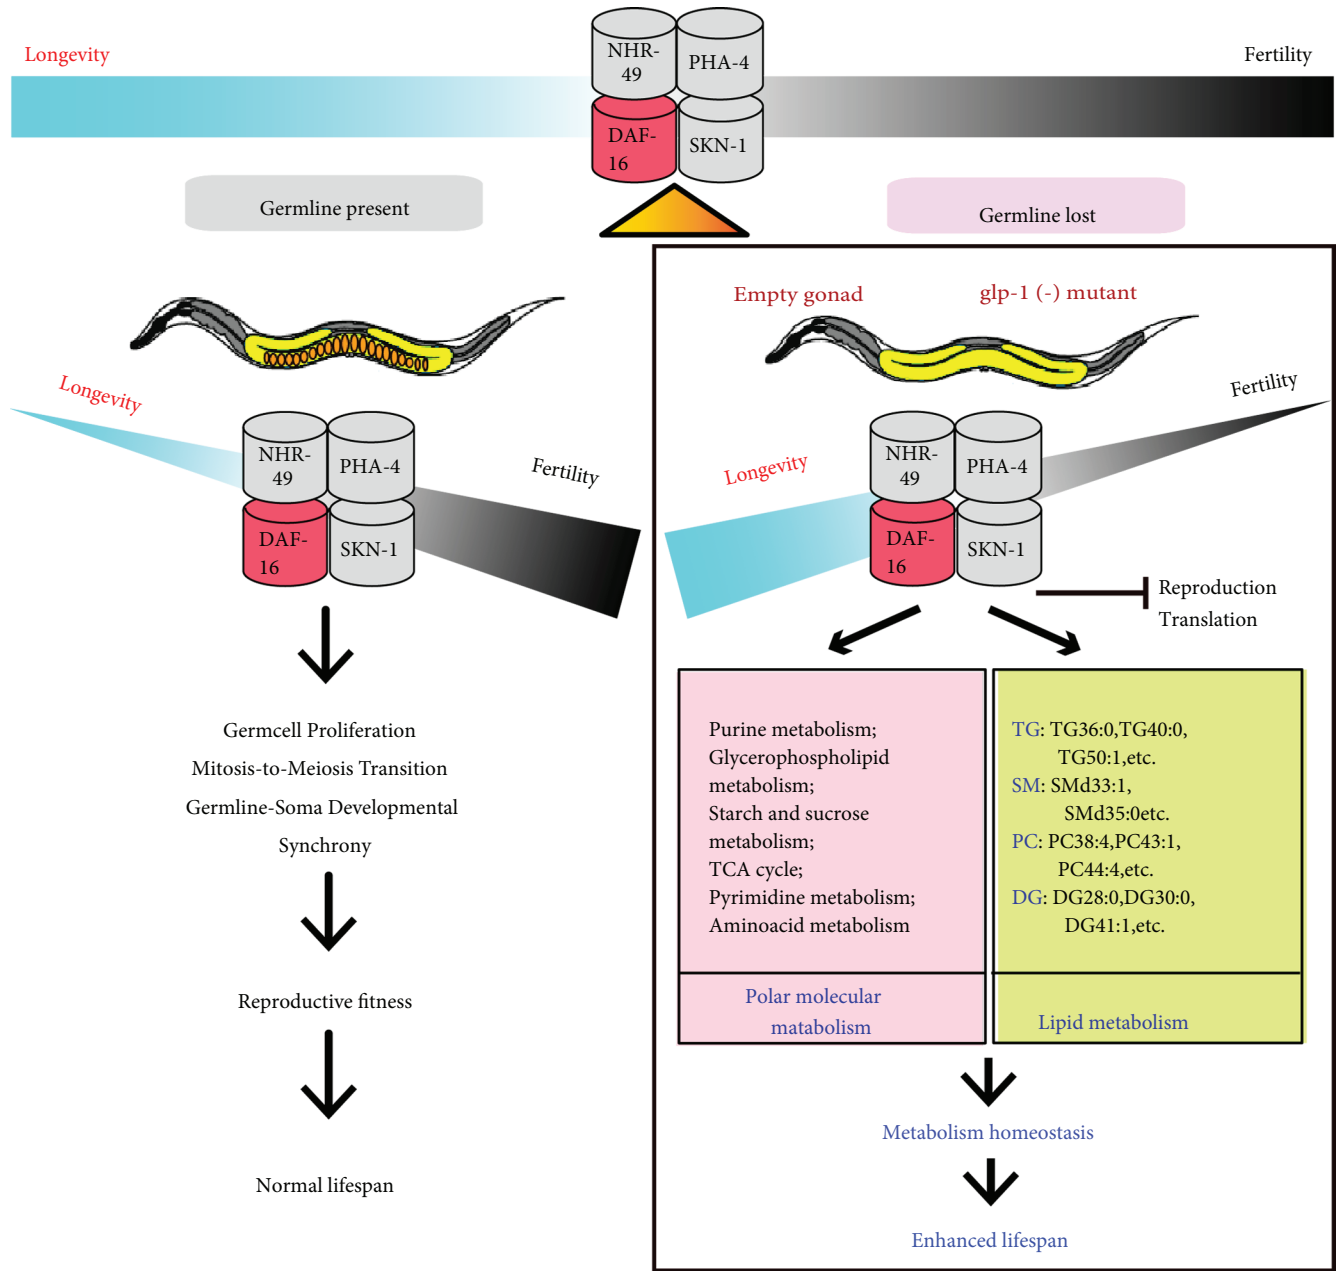 Longevity
NHR-
49
PHA-4
DAF-
16
SKN-1
Fertility
Germline present
Germline lost
Longevity
NHR-
49
PHA-4
DAF-
16
SKN-1
Fertility
Germcell Proliferation
Mitosis-to-Meiosis Transition
Germline-Soma Developmental
Synchrony
Reproductive fitness
Normal lifespan
Empty gonad
glp-1 (-) mutant
Longevity
NHR-
49
PHA-4
DAF-
16
SKN-1
Fertility
Reproduction
Translation
Purine metabolism;
Glycerophospholipid
metabolism;
Starch and sucrose
metabolism;
TCA cycle;
Pyrimidine metabolism;
Aminoacid metabolism
Polar molecular
matabolism
TG: TG36:0,TG40:0,
TG50:1,etc.
SM: SMd33:1,
SMd35:0etc.
PC: PC38:4,PC43:1,
PC44:4,etc.
DG: DG28:0,DG30:0,
DG41:1,etc.
Lipid metabolism
Metabolism homeostasis
Enhanced lifespan